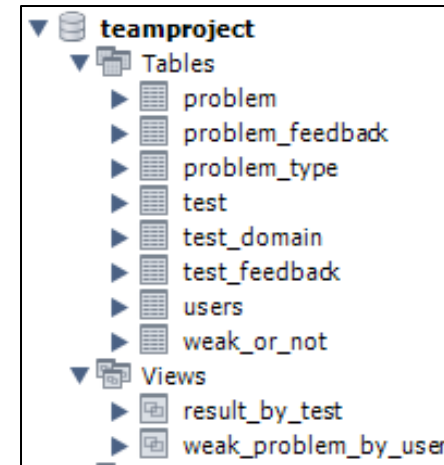 teamproject
Tables
problem
problem_feedback
problem_type
test
test_domain
test_feedback
users
weak_or_not
Views
result_by_test
weak_problem_by_user